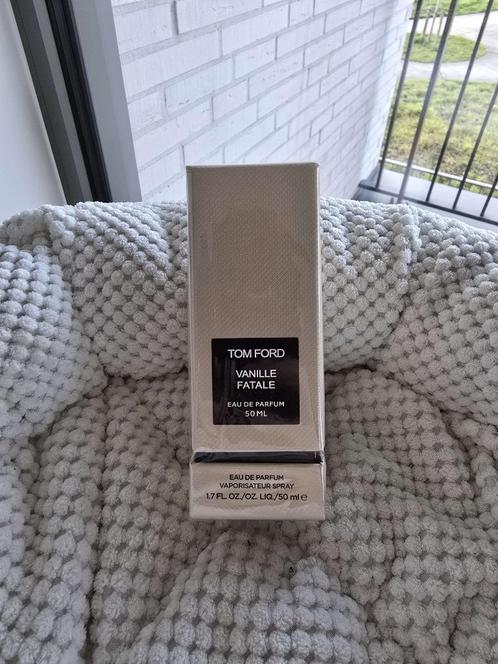 TOM FORD
VANILLE
FATALE
EAU DE PARFUM
50 ML
EAU DE PARFUM
VAPORISATEUR SPRAY
1.7 FL. OZ./OZ. LIQ./50 ml ℮